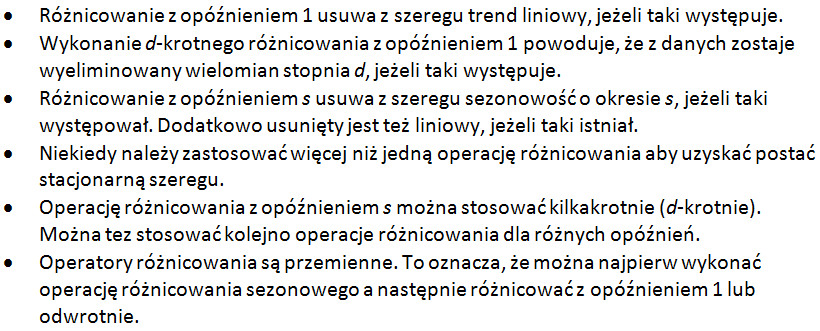 • Różnicowanie z opóźnieniem 1 usuwa z szeregu trend liniowy, jeżeli taki występuje.
• Wykonanie d-krotnego różnicowania z opóźnieniem 1 powoduje, że z danych zostaje
wyeliminowany wielomian stopnia d, jeżeli taki występuje.
• Różnicowanie z opóźnieniem s usuwa z szeregu sezonowość o okresie s, jeżeli taki
występował. Dodatkowo usunięty jest też liniowy, jeżeli taki istniał.
• Niekiedy należy zastosować więcej niż jedną operację różnicowania aby uzyskać postać
stacjonarną szeregu.
• Operację różnicowania z opóźnieniem s można stosować kilkakrotnie (d-krotnie).
Można tez stosować kolejno operacje różnicowania dla różnych opóźnień.
• Operatory różnicowania są przemienne. To oznacza, że można najpierw wykonać
operację różnicowania sezonowego a następnie różnicować z opóźnieniem 1 lub
odwrotnie.